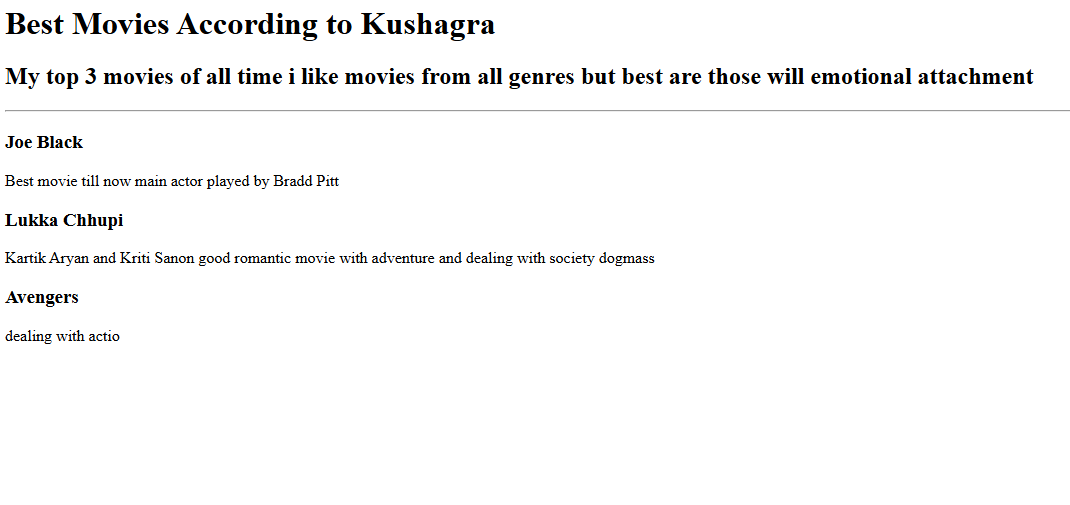 Best Movies According to Kushagra
My top 3 movies of all time i like movies from all genres but best are those will emotional attachment
Joe Black
Best movie till now main actor played by Bradd Pitt
Lukka Chhupi
Kartik Aryan and Kriti Sanon good romantic movie with adventure and dealing with society dogmass
Avengers
dealing with actio